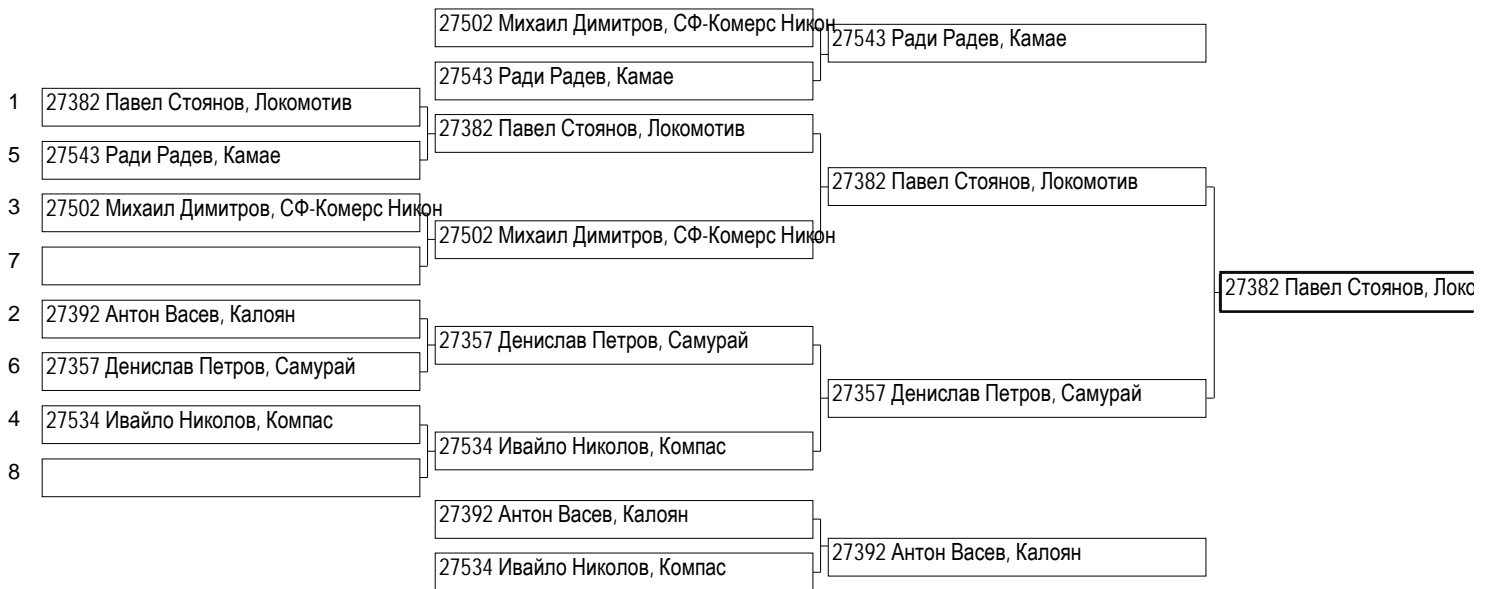 27502 Михаил Димитров, СФ-Комерс Никон
27543 Ради Радев, Камае
27543 Ради Радев, Камае
1 27382 Павел Стоянов, Локомотив
27382 Павел Стоянов, Локомотив
5 27543 Ради Радев, Камае
27382 Павел Стоянов, Локомотив
3 27502 Михаил Димитров, СФ-Комерс Никон
27502 Михаил Димитров, СФ-Комерс Никон
7
27382 Павел Стоянов, Локо
2 27392 Антон Васев, Калоян
27357 Денислав Петров, Самурай
6 27357 Денислав Петров, Самурай
27357 Денислав Петров, Самурай
4 27534 Ивайло Николов, Компас
27534 Ивайло Николов, Компас
8
27392 Антон Васев, Калоян
27392 Антон Васев, Калоян
27534 Ивайло Николов, Компас